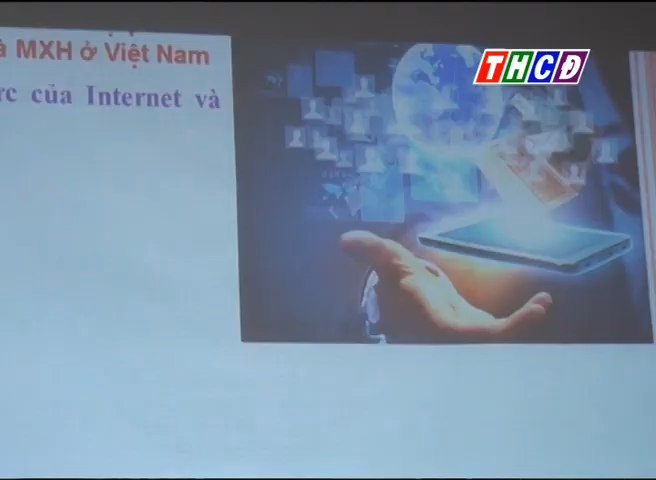 MXH ở Việt Nam
của Internet và
THCĐ